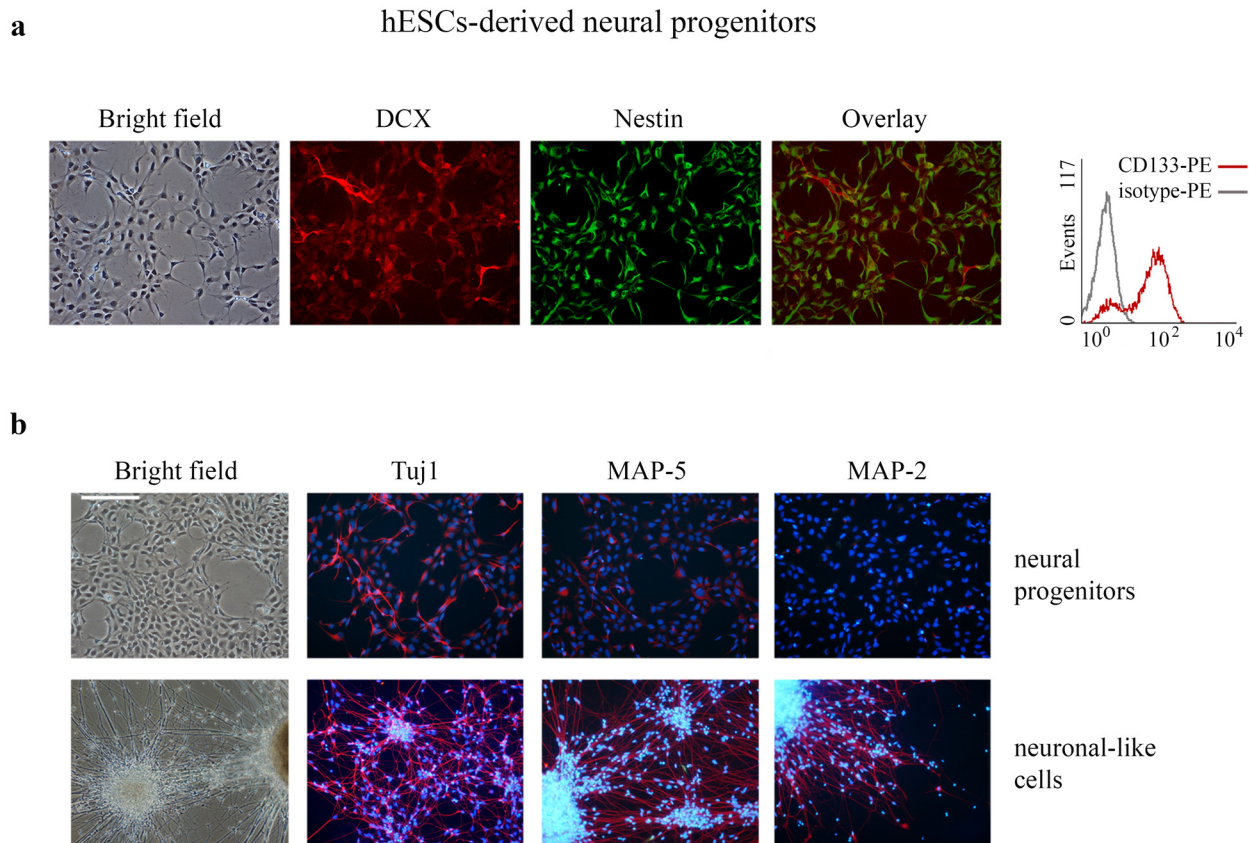 a
hESCs-derived neural progenitors
Bright field
DCX
Nestin
Overlay
CD133-PE
isotype-PE
117
Events
0
10^0
10^2
10^4
b
Bright field
Tuj1
MAP-5
MAP-2
neural
progenitors
neuronal-like
cells